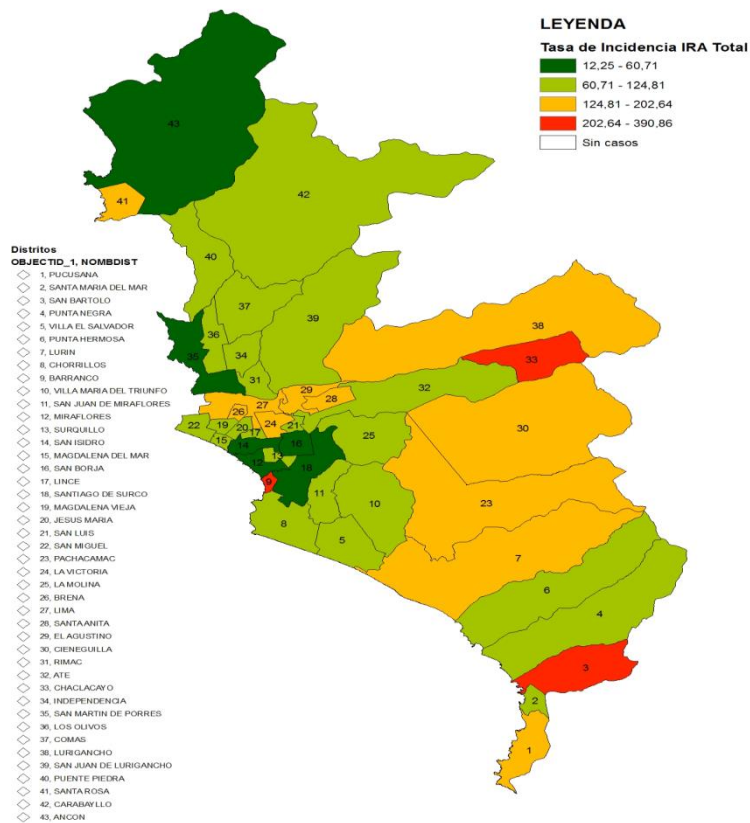 LEYENDA
Tasa de Incidencia IRA Total
12,25 - 60,71
60,71 - 124,81
124,81 - 202,64
202,64 - 390,86
Sin casos
Distritos
OBJECTID_1, NOMBDIST
1, PUCUSANA
2, SANTA MARIA DEL MAR
3, SAN BARTOLO
4, PUNTA NEGRA
5, VILLA EL SALVADOR
6, PUNTA HERMOSA
7, LURIN
8, CHORRILLOS
9, BARRANCO
10, VILLA MARIA DEL TRIUNFO
11, SAN JUAN DE MIRAFLORES
12, MIRAFLORES
13, SURQUILLO
14, SAN ISIDRO
15, MAGDALENA DEL MAR
16, SAN BORJA
17, LINCE
18, SANTIAGO DE SURCO
19, MAGDALENA VIEJA
20, JESUS MARIA
21, SAN LUIS
22, SAN MIGUEL
23, PACHACAMAC
24, LA VICTORIA
25, LA MOLINA
26, BRENA
27, LIMA
28, SANTA ANITA
29, EL AGUSTINO
30, CIENEGUILLA
31, RIMAC
32, ATE
33, CHACLACAYO
34, INDEPENDENCIA
35, SAN MARTIN DE PORRES
36, LOS OLIVOS
37, COMAS
38, LURIGANCHO
39, SAN JUAN DE LURIGANCHO
40, PUENTE PIEDRA
41, SANTA ROSA
42, CARABAYLLO
43, ANCON
43
42
41
40
37
39
38
36
35
34
33
31
32
29
28
27
26
24
22
19
20
17
21
15
14
16
25
30
12
13
18
9
11
10
23
8
5
7
6
4
3
2
1